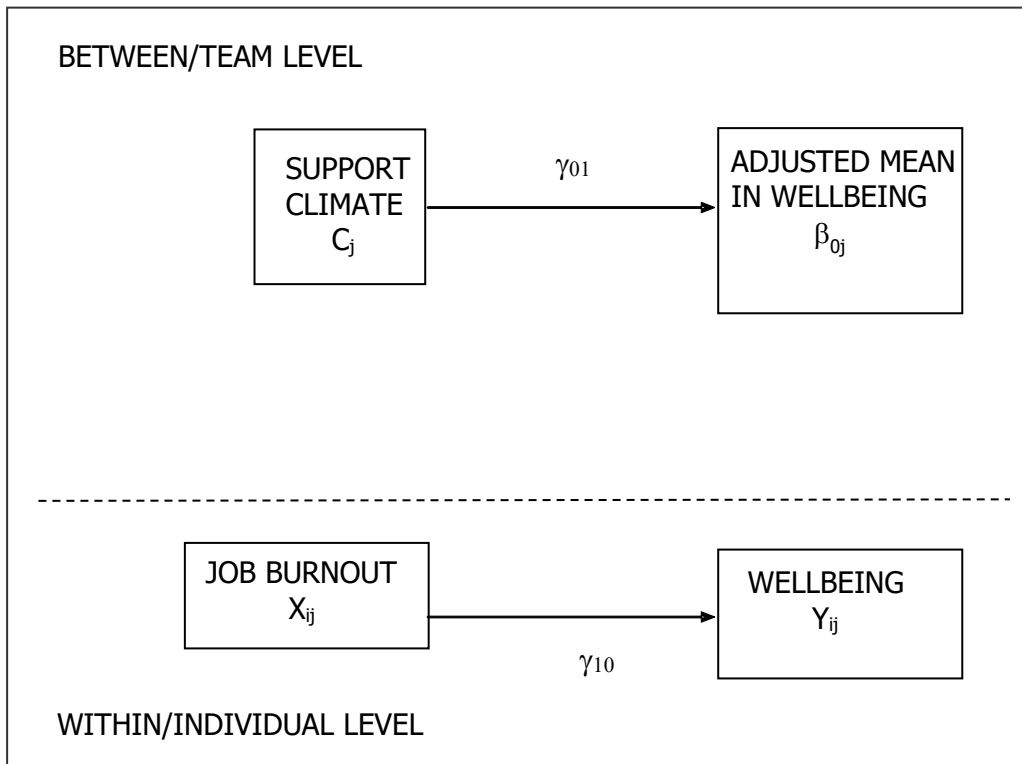 BETWEEN/TEAM LEVEL
SUPPORT
CLIMATE
Cj
γ01
ADJUSTED MEAN
IN WELLBEING
β0j
JOB BURNOUT
Xij
γ10
WELLBEING
Yij
WITHIN/INDIVIDUAL LEVEL